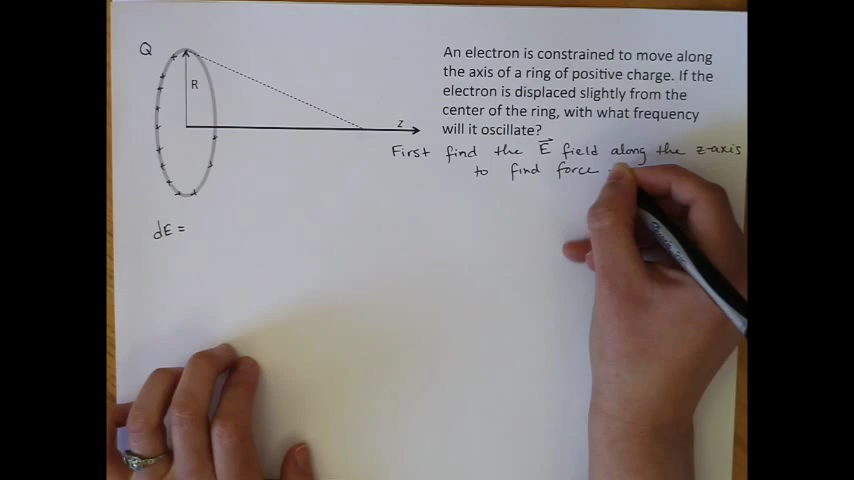 Q
R
z
An electron is constrained to move along
the axis of a ring of positive charge. If the
electron is displaced slightly from the
center of the ring, with what frequency
will it oscillate?
First find the E⃗ field along the z-axis
to find force
dE =